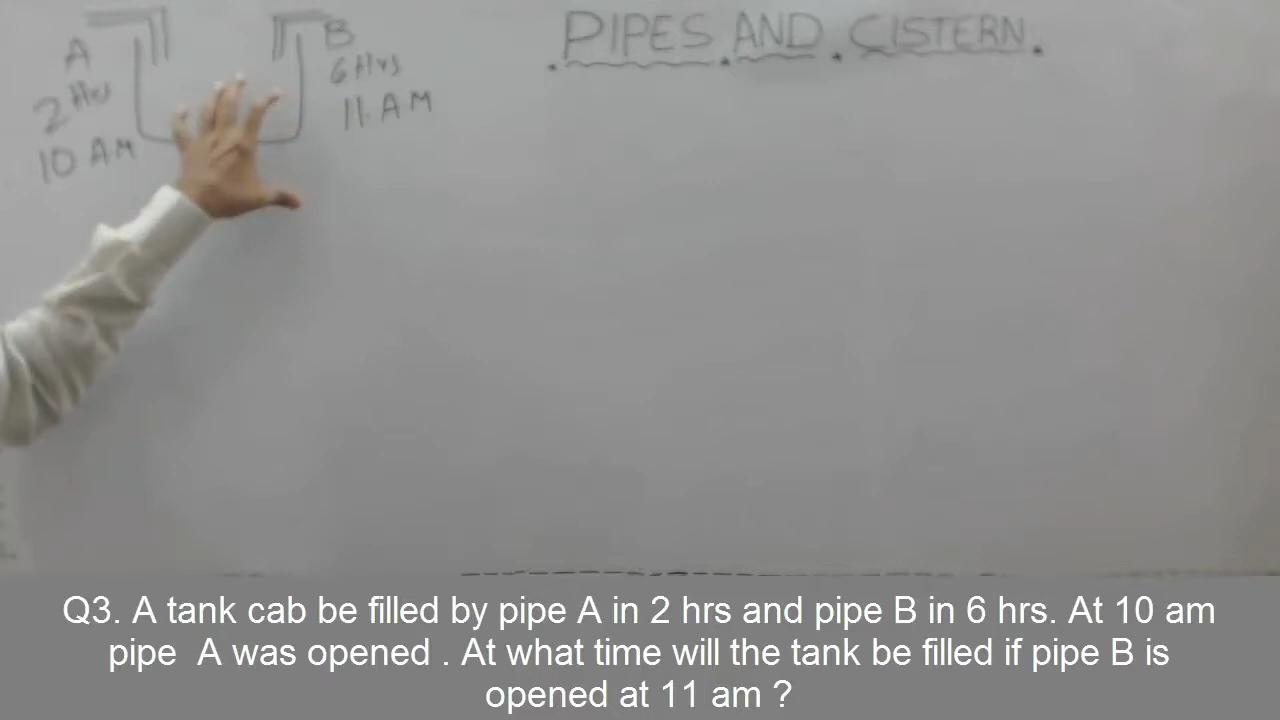 PIPES AND CISTERN.
A
2 Hrs
10 AM
B
6 Hrs
11 AM
Q3. A tank cab be filled by pipe A in 2 hrs and pipe B in 6 hrs. At 10 am
pipe A was opened . At what time will the tank be filled if pipe B is
opened at 11 am ?